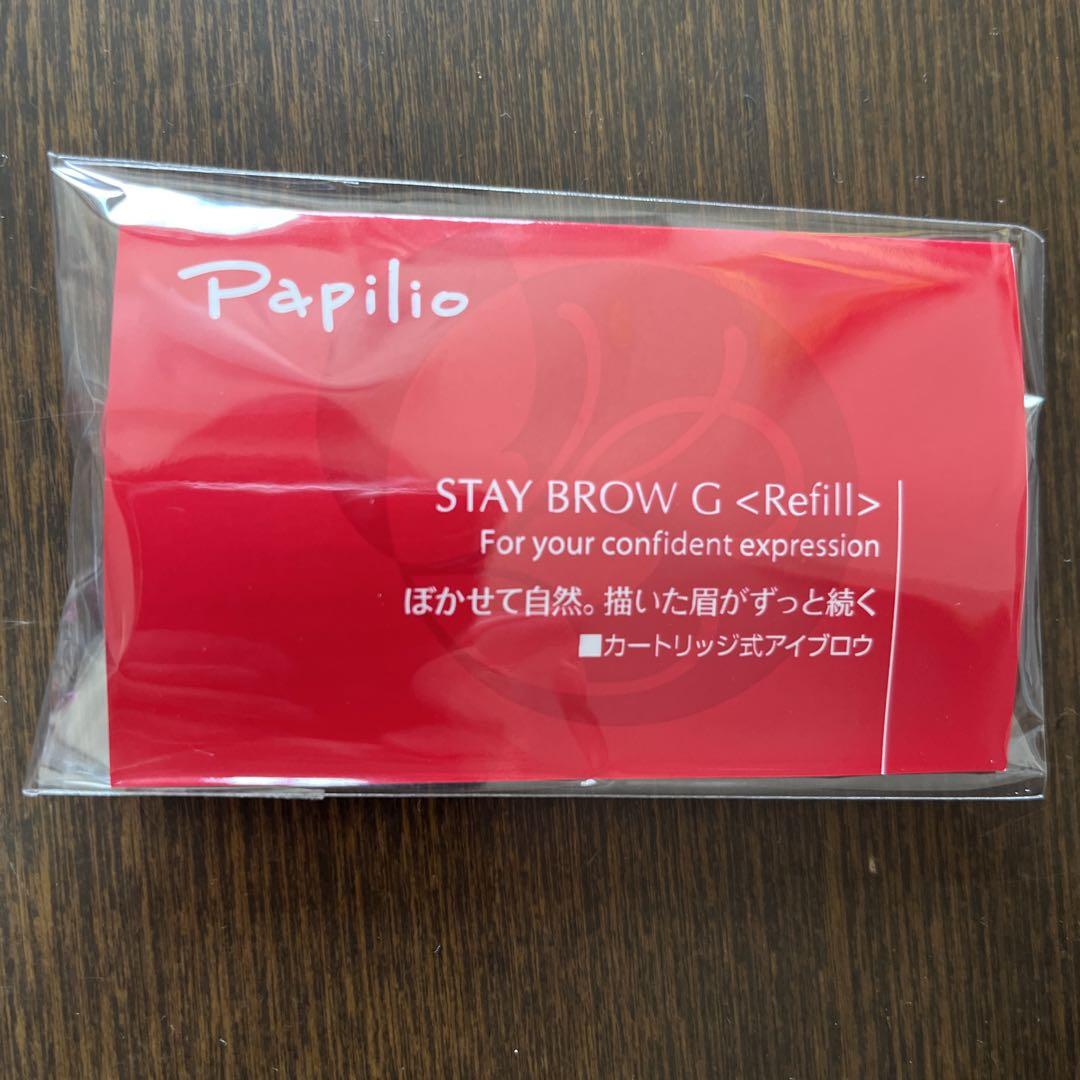 Papilio
STAY BROW G <Refill>
For your confident expression
ぼかせて自然。描いた眉がずっと続く
■カートリッジ式アイブロウ